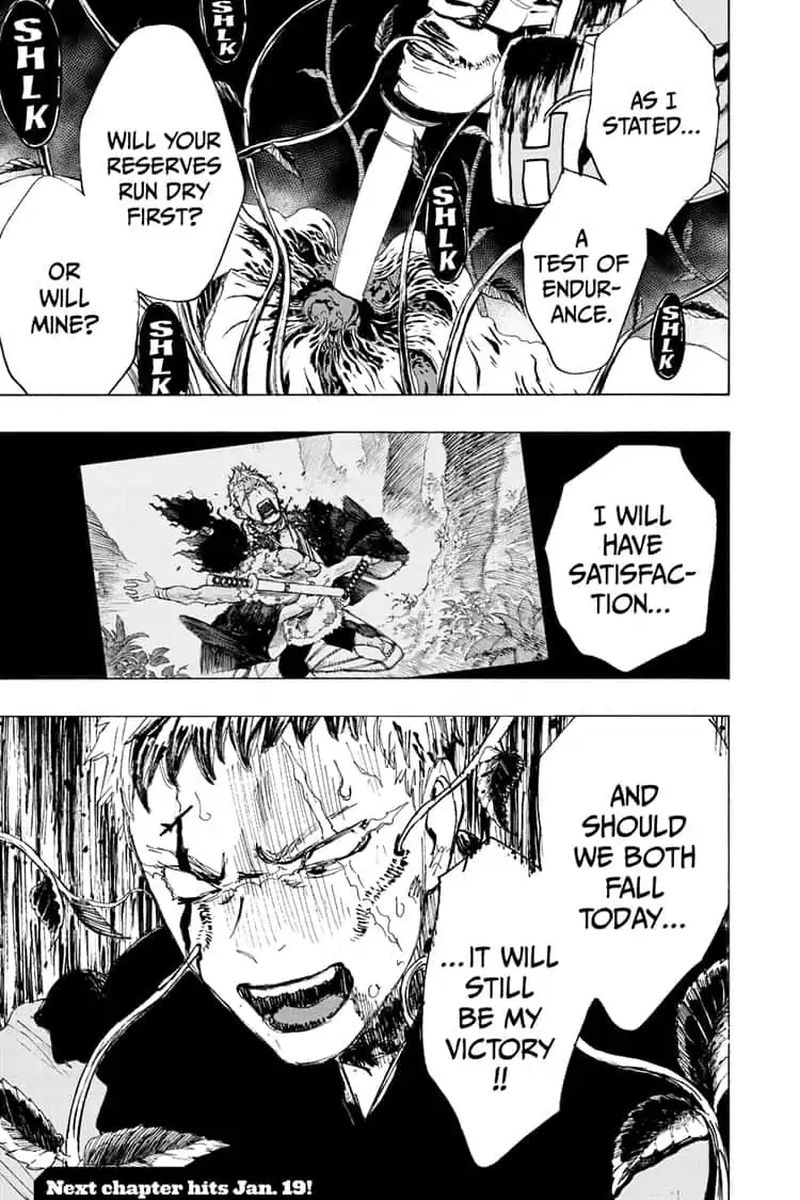 AS I
STATED...
A
TEST OF
ENDUR-
ANCE.
WILL YOUR
RESERVES
RUN DRY
FIRST?
OR
WILL
MINE?
SHLK
SHLK
SHLK
SHLK
SHLK
H
I WILL
HAVE
SATISFAC-
TION...
AND
SHOULD
WE BOTH
FALL
TODAY...
...IT WILL
STILL
BE MY
VICTORY
!!
Next chapter hits Jan. 19!